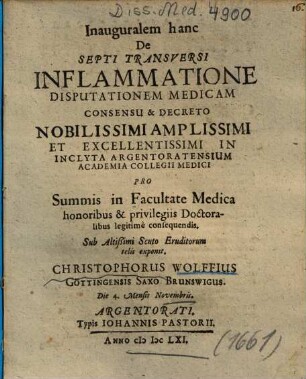 Diss. Med. 4900
16.
Inauguralem hanc
De
SEPTI TRANSVERSI
INFLAMMATIONE
DISPUTATIONEM MEDICAM
CONSENSU & DECRETO
NOBILISSIMI AMPLISSIMI
ET EXCELLENTISSIMI IN
INCLYTA ARGENTORATENSIUM
ACADEMIA COLLEGII MEDICI
PRO
Summis in Facultate Medica
honoribus & privilegiis Doctora-
libus legitimè consequendis,
Sub Altissimi Scuto Eruditorum
telis exponit,
CHRISTOPHORUS WOLFFIUS
GOTTINGENSIS SAXO BRUNSWIGUS.
Die 4. Mensis Novembris.
ARGENTORATI,
Typis IOHANNIS PASTORII.
ANNO cIɔ Iɔc LXI.
(1661)